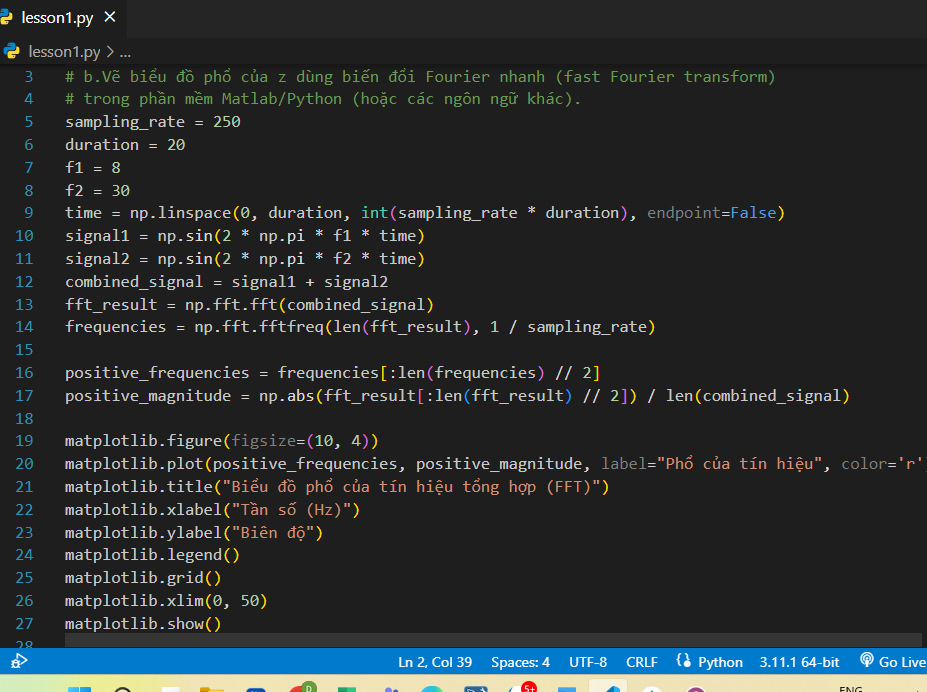 lesson1.py
lesson1.py > ...
3 # b.Vẽ biểu đồ phổ của z dùng biến đổi Fourier nhanh (fast Fourier transform)
4 # trong phần mềm Matlab/Python (hoặc các ngôn ngữ khác).
5 sampling_rate = 250
6 duration = 20
7 f1 = 8
8 f2 = 30
9 time = np.linspace(0, duration, int(sampling_rate * duration), endpoint=False)
10 signal1 = np.sin(2 * np.pi * f1 * time)
11 signal2 = np.sin(2 * np.pi * f2 * time)
12 combined_signal = signal1 + signal2
13 fft_result = np.fft.fft(combined_signal)
14 frequencies = np.fft.fftfreq(len(fft_result), 1 / sampling_rate)
15
16 positive_frequencies = frequencies[:len(frequencies) // 2]
17 positive_magnitude = np.abs(fft_result[:len(fft_result) // 2]) / len(combined_signal)
18
19 matplotlib.figure(figsize=(10, 4))
20 matplotlib.plot(positive_frequencies, positive_magnitude, label="Phổ của tín hiệu", color='r')
21 matplotlib.title("Biểu đồ phổ của tín hiệu tổng hợp (FFT)")
22 matplotlib.xlabel("Tần số (Hz)")
23 matplotlib.ylabel("Biên độ")
24 matplotlib.legend()
25 matplotlib.grid()
26 matplotlib.xlim(0, 50)
27 matplotlib.show()
28
Ln 2, Col 39 Spaces: 4 UTF-8 CRLF Python 3.11.1 64-bit Go Live
5+ ENG